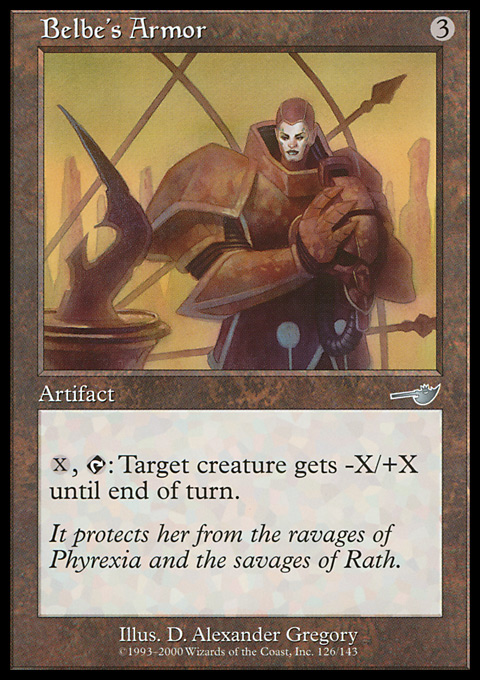 Belbe's Armor 3
Artifact
X, : Target creature gets -X/+X
until end of turn.
It protects her from the ravages of
Phyrexia and the savages of Rath.
Illus. D. Alexander Gregory
©1993–2000 Wizards of the Coast, Inc. 126/143